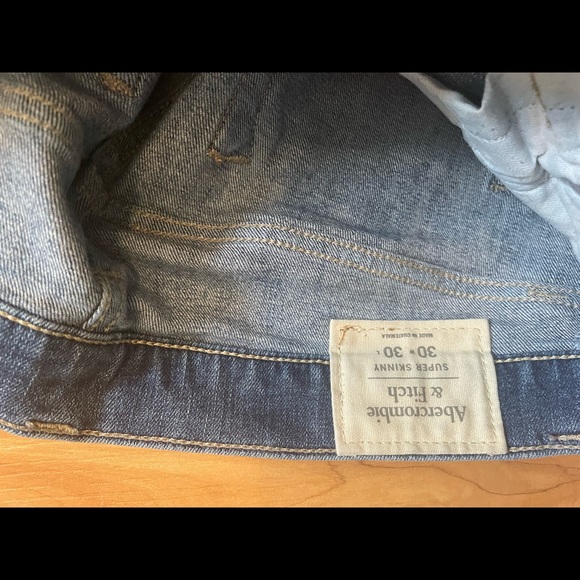 Abercrombie
& Fitch
SUPER SKINNY
30 • 30 L
MADE IN GUATEMALA